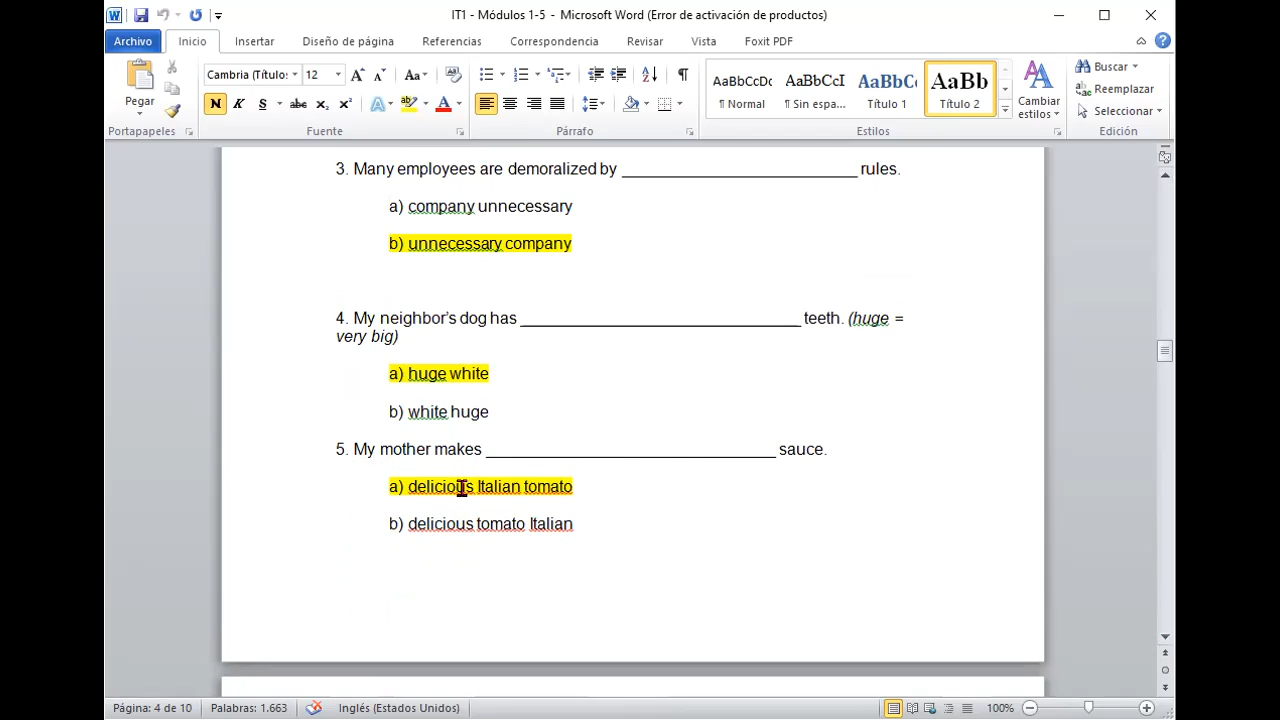 IT1 - Módulos 1-5 - Microsoft Word (Error de activación de productos)
Archivo Inicio Insertar Diseño de página Referencias Correspondencia Revisar Vista Foxit PDF
Pegar
Portapapeles
Cambria (Título: 12
Fuente
Párrafo
AaBbCcDc AaBbCcI AaBbCc AaBb
¶ Normal ¶ Sin espa... Título 1 Título 2
Cambiar estilos
Estilos
Buscar
Reemplazar
Seleccionar
Edición
3. Many employees are demoralized by __________________________ rules.
a) company unnecessary
b) unnecessary company
4. My neighbor's dog has _______________________________ teeth. (huge =
very big)
a) huge white
b) white huge
5. My mother makes ________________________________ sauce.
a) delicious Italian tomato
b) delicious tomato Italian
Página: 4 de 10 Palabras: 1.663 Inglés (Estados Unidos) 100%